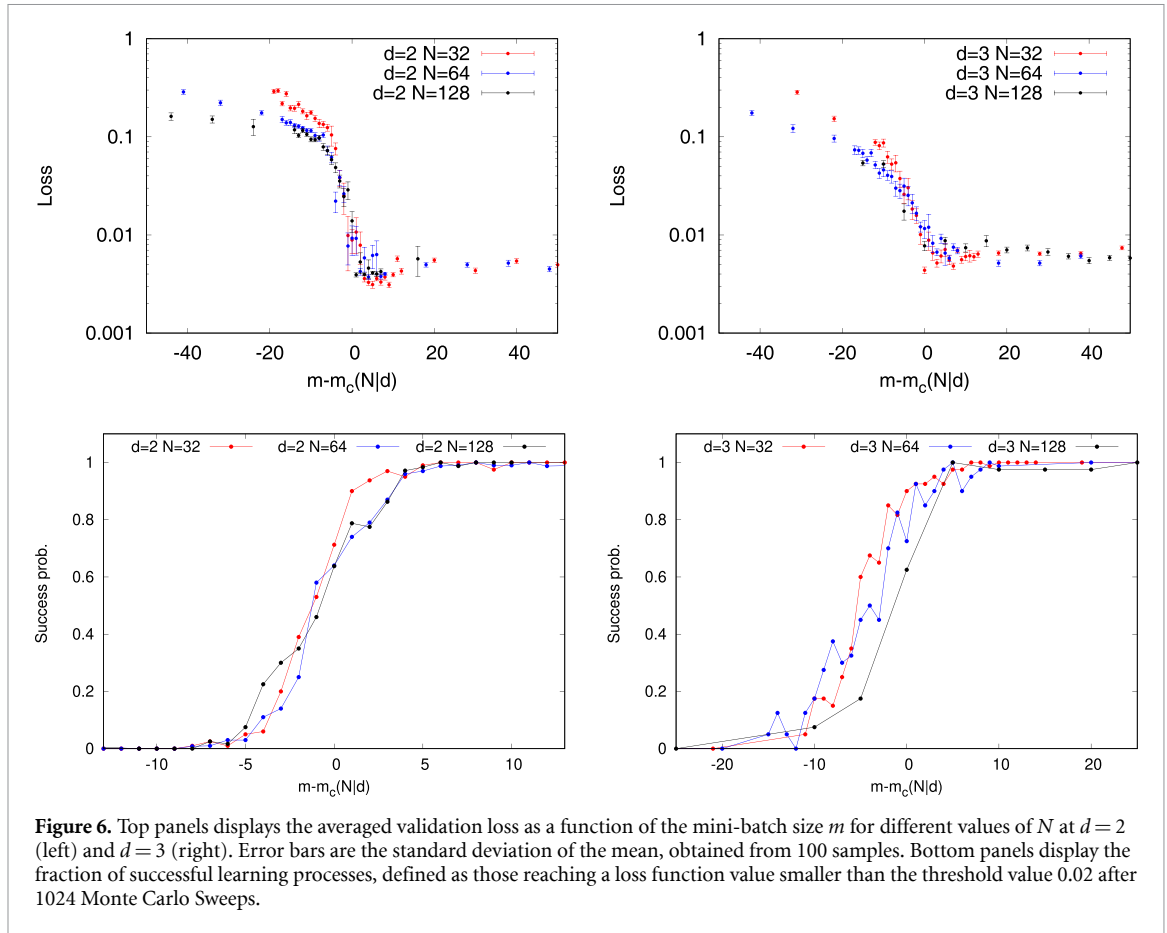 1
0.1
0.01
0.001
Loss
-40 -20 0 20 40
m-m_c(N|d)
d=2 N=32
d=2 N=64
d=2 N=128
1
0.1
0.01
0.001
Loss
-40 -20 0 20 40
m-m_c(N|d)
d=3 N=32
d=3 N=64
d=3 N=128
d=2 N=32 d=2 N=64 d=2 N=128
1
0.8
0.6
0.4
0.2
0
Success prob.
-10 -5 0 5 10
m-m_c(N|d)
d=3 N=32 d=3 N=64 d=3 N=128
1
0.8
0.6
0.4
0.2
0
Success prob.
-20 -10 0 10 20
m-m_c(N|d)
Figure 6. Top panels displays the averaged validation loss as a function of the mini-batch size m for different values of N at d = 2
(left) and d = 3 (right). Error bars are the standard deviation of the mean, obtained from 100 samples. Bottom panels display the
fraction of successful learning processes, defined as those reaching a loss function value smaller than the threshold value 0.02 after
1024 Monte Carlo Sweeps.